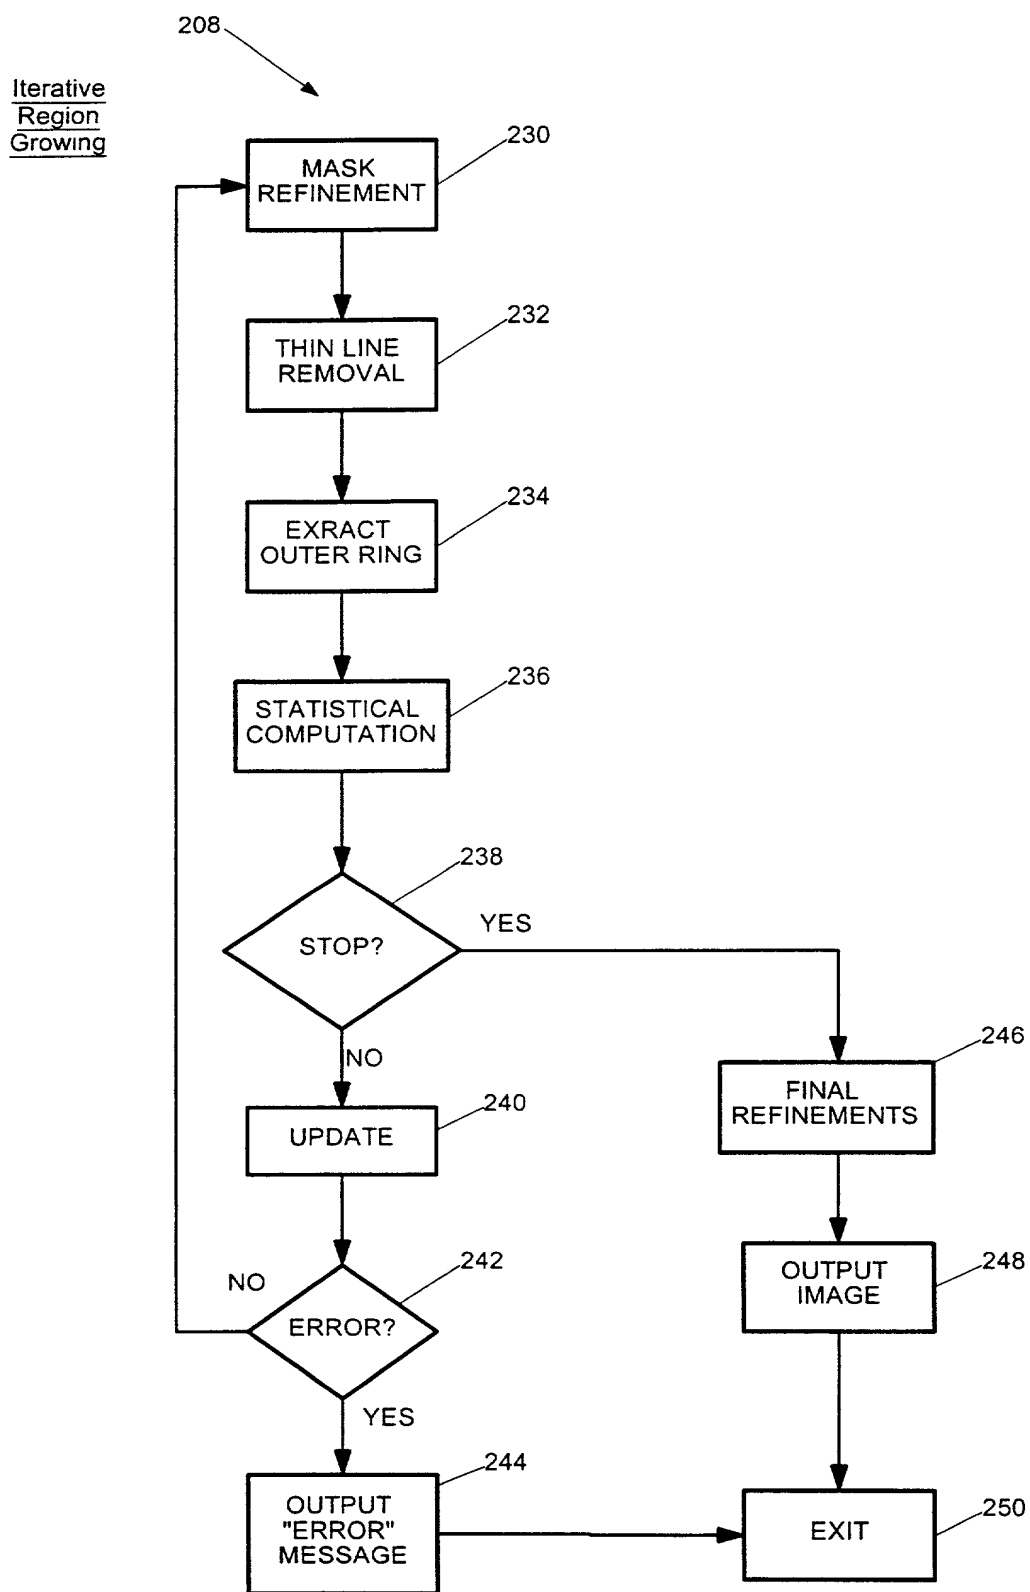 208
Iterative
Region
Growing
230
MASK
REFINEMENT
232
THIN LINE
REMOVAL
234
EXRACT
OUTER RING
236
STATISTICAL
COMPUTATION
238
STOP?
YES
NO
246
FINAL
REFINEMENTS
240
UPDATE
242
NO
ERROR?
248
OUTPUT
IMAGE
YES
244
OUTPUT
"ERROR"
MESSAGE
EXIT
250